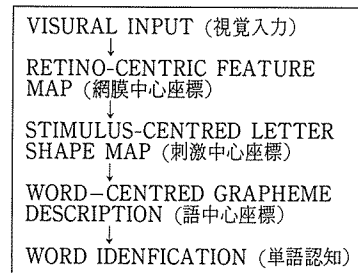 VISURAL INPUT (視覚入力)
↓
RETINO-CENTRIC FEATURE
MAP (網膜中心座標)
↓
STIMULUS-CENTRED LETTER
SHAPE MAP (刺激中心座標)
↓
WORD-CENTRED GRAPHEME
DESCRIPTION (語中心座標)
↓
WORD IDENFICATION (単語認知)